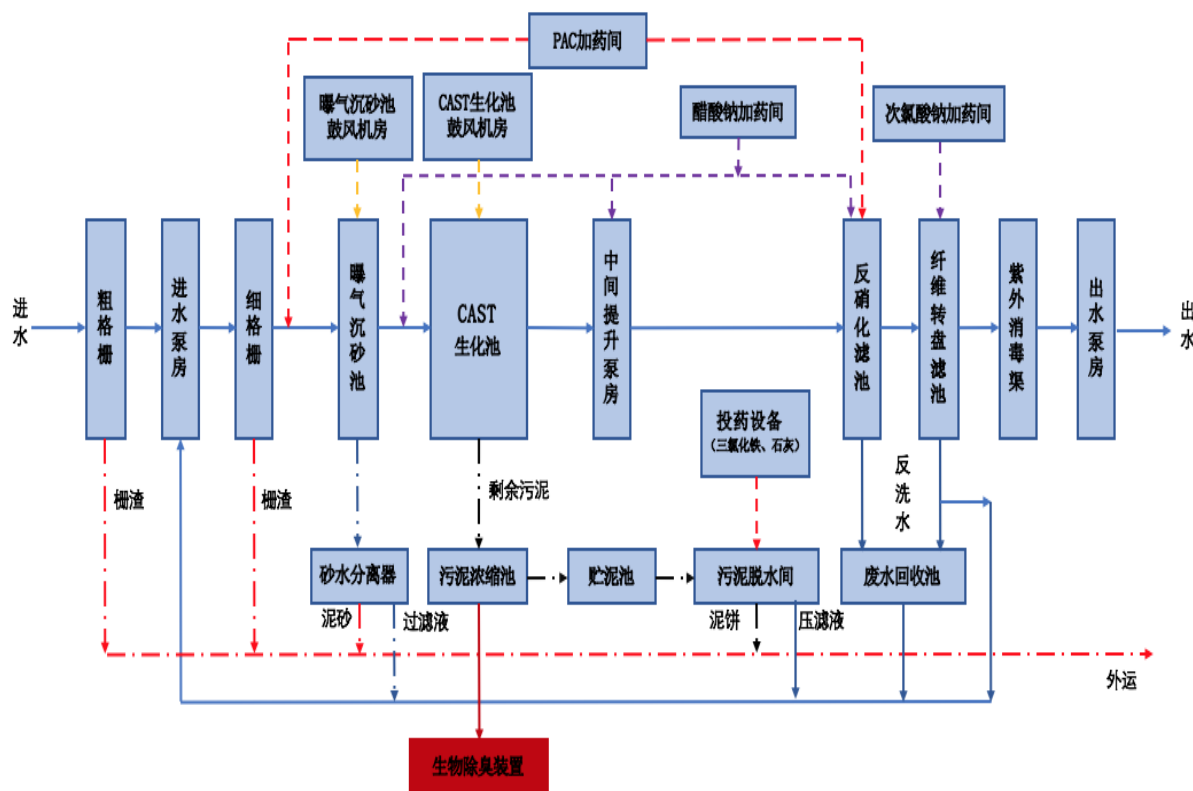 PAC加药间
曝气沉砂池
鼓风机房
CAST生化池
鼓风机房
醋酸钠加药间
次氯酸钠加药间
进水
粗格栅
进水泵房
细格栅
曝气沉砂池
CAST
生化池
中间提升泵房
反硝化滤池
纤维转盘滤池
紫外消毒渠
出水泵房
出水
投药设备
（三氯化铁、石灰）
栅渣
栅渣
剩余污泥
反洗水
砂水分离器
污泥浓缩池
贮泥池
污泥脱水间
废水回收池
泥砂
过滤液
泥饼
压滤液
外运
生物除臭装置